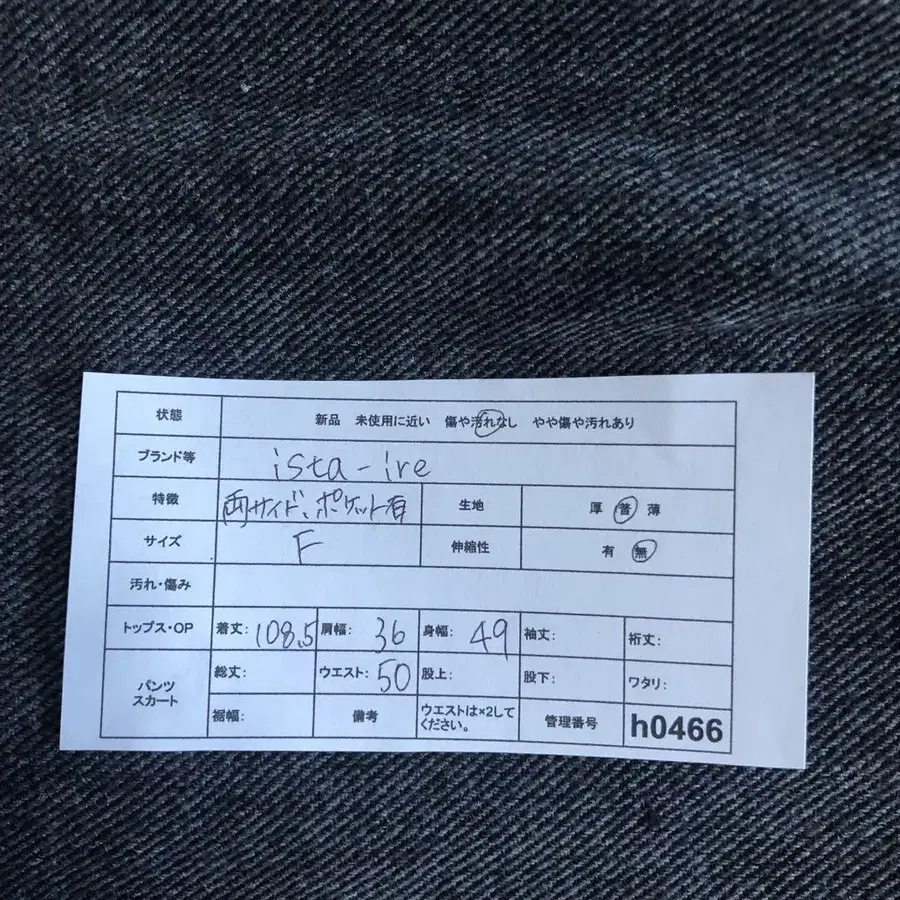 状態 新品 未使用に近い 傷や汚れなし やや傷や汚れあり
ブランド等 ista-ire
特徴 両サイド、ポケット有 生地 厚 普 薄
サイズ F 伸縮性 有 無
汚れ・傷み
トップス・OP 着丈: 108.5 肩幅: 36 身幅: 49 袖丈: 裄丈:
パンツ スカート 総丈: ウエスト: 50 股上: 股下: ワタリ:
裾幅: 備考 ウエストは×2して
ください。 管理番号 h0466